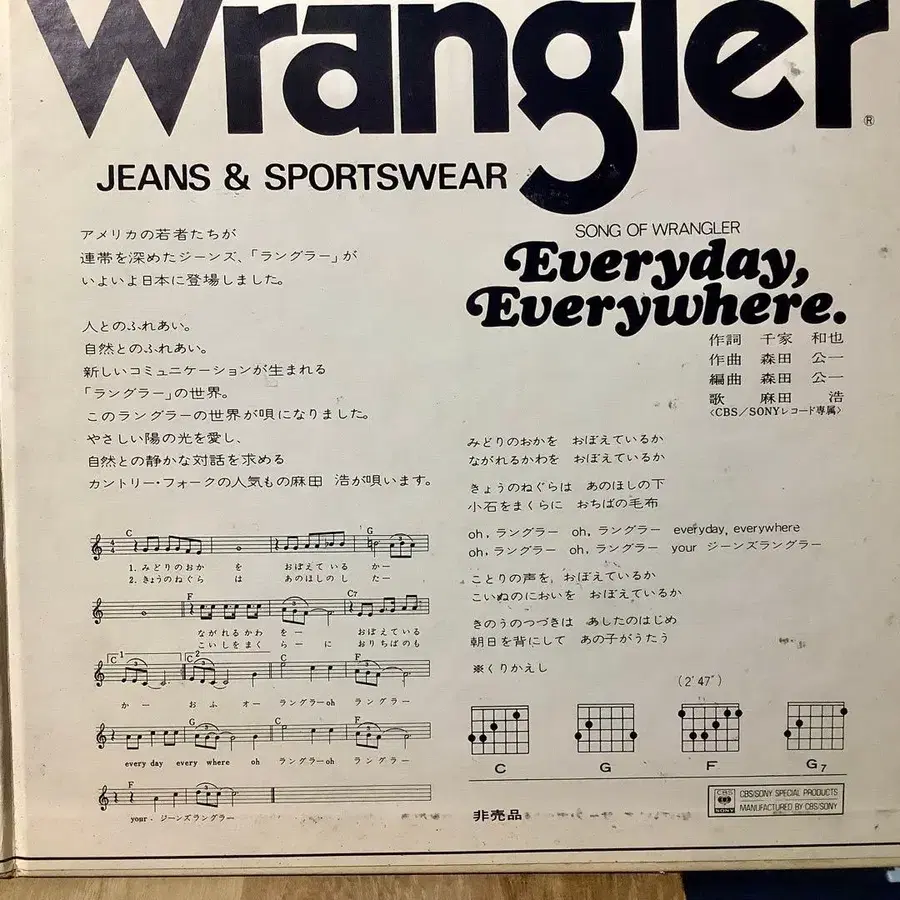 Wrangler®
JEANS & SPORTSWEAR
アメリカの若者たちが
連帯を深めたジーンズ、「ラングラー」が
いよいよ日本に登場しました。
人とのふれあい。
自然とのふれあい。
新しいコミュニケーションが生まれる
「ラングラー」の世界。
このラングラーの世界が唄になりました。
やさしい陽の光を愛し、
自然との静かな対話を求める
カントリー・フォークの人気もの麻田 浩が唄います。
SONG OF WRANGLER
Everyday,
Everywhere.
作詞 千家 和也
作曲 森田 公一
編曲 森田 公一
歌 麻田 浩
〈CBS/SONYレコード専属〉
みどりのおかを おぼえているか
ながれるかわを おぼえているか
きょうのねぐらは あのほしの下
小石をまくらに おちばの毛布
oh, ラングラー oh, ラングラー everyday, everywhere
oh, ラングラー oh, ラングラー your ジーンズラングラー
ことりの声を、おぼえているか
こいぬのにおいを おぼえているか
きのうのつづきは あしたのはじめ
朝日を背にして あの子がうたう
※くりかえし
(2′47″)
C G
1. みどりのおか を おぼえて いる かー
2. きょうのねぐら は あのほしのし たー
F C7
ながれるかわ を ー おぼえている
こいしをまく らー に おりちばのも
C 1 C 2 C F
かー おふ オー ラングラーoh ラングラー
G C F
every day every where oh ラングラーoh ラングラー
F
your・ジーンズラングラー
C G F G7
非売品
CBS SONY
CBS/SONY SPECIAL PRODUCTS
MANUFACTURED BY CBS/SONY